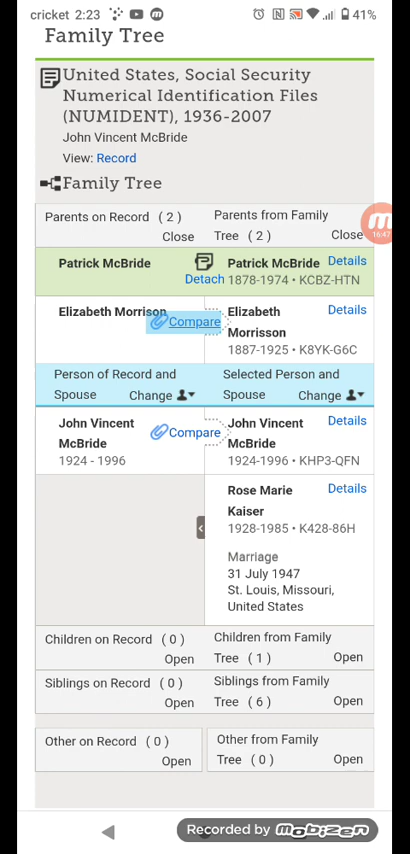 cricket 2:23 41%
Family Tree
United States, Social Security
Numerical Identification Files
(NUMIDENT), 1936-2007
John Vincent McBride
View: Record
Family Tree
Parents on Record ( 2 )
Close
Parents from Family
Tree ( 2 ) Close
16:47
Patrick McBride
Detach
Patrick McBride Details
1878-1974 • KCBZ-HTN
Elizabeth Morrison
Compare
Elizabeth Details
Morrisson
1887-1925 • K8YK-G6C
Person of Record and
Spouse Change
Selected Person and
Spouse Change
John Vincent
McBride
1924 - 1996
Compare
John Vincent Details
McBride
1924-1996 • KHP3-QFN
Rose Marie Details
Kaiser
1928-1985 • K428-86H
Marriage
31 July 1947
St. Louis, Missouri,
United States
Children on Record ( 0 )
Open
Children from Family
Tree ( 1 ) Open
Siblings on Record ( 0 )
Open
Siblings from Family
Tree ( 6 ) Open
Other on Record ( 0 )
Open
Other from Family
Tree ( 0 ) Open
Recorded by mobizen